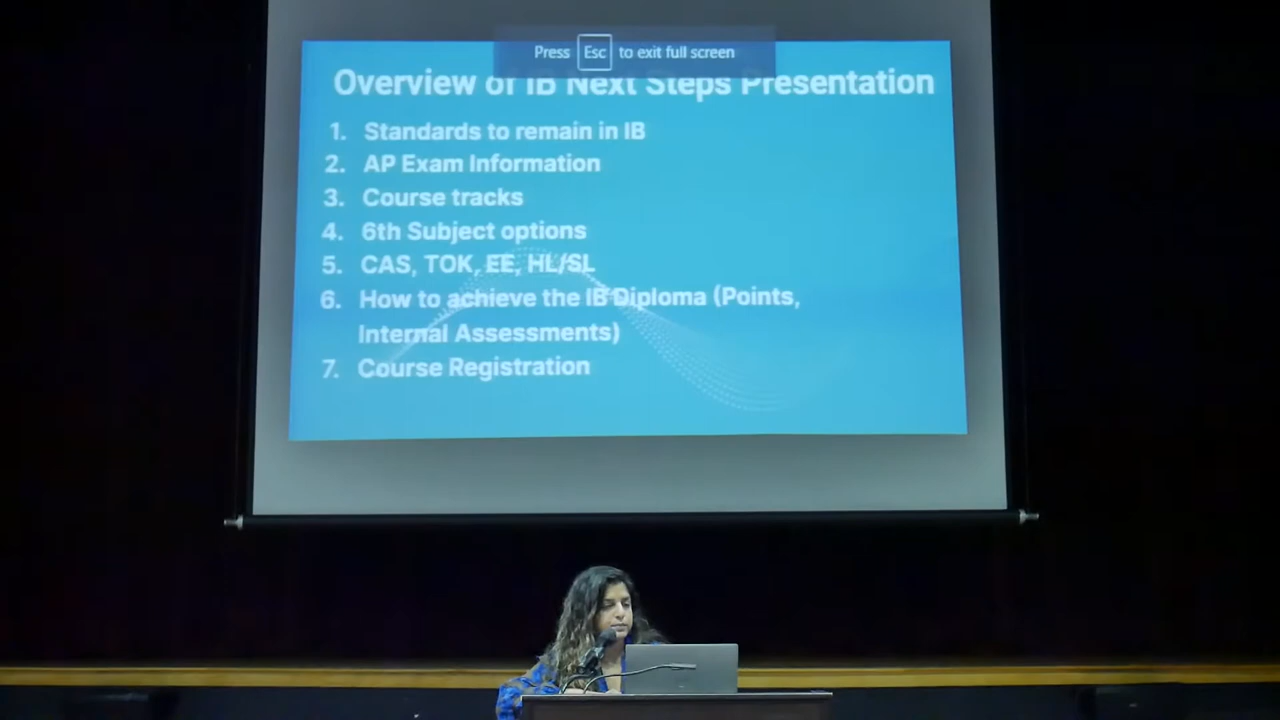 Press Esc to exit full screen
Overview of IB Next Steps Presentation
1. Standards to remain in IB
2. AP Exam Information
3. Course tracks
4. 6th Subject options
5. CAS, TOK, EE, HL/SL
6. How to achieve the IB Diploma (Points,
Internal Assessments)
7. Course Registration